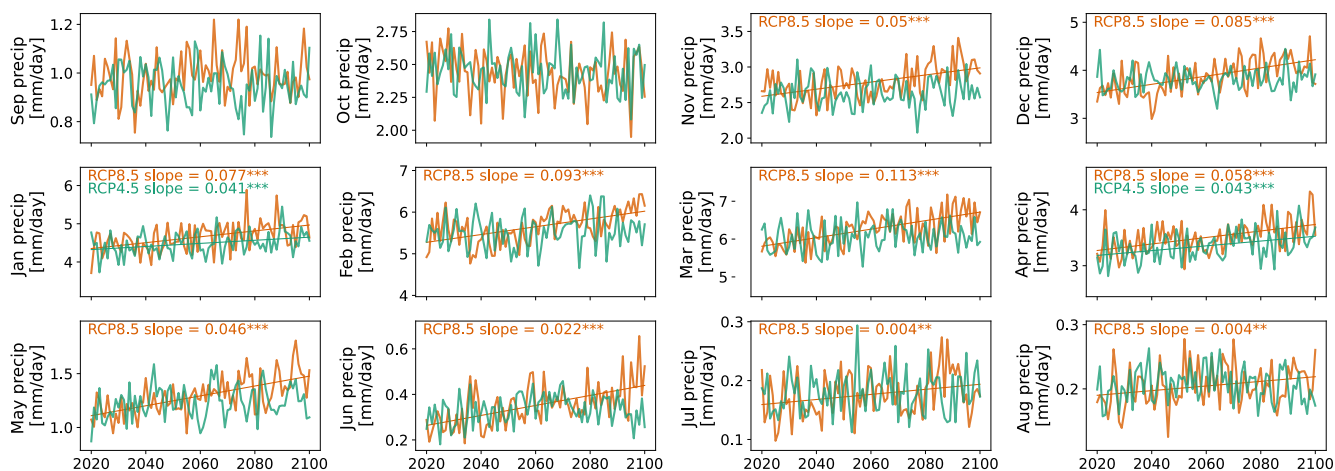 Sep precip
[mm/day]
1.2
1.0
0.8
Oct precip
[mm/day]
2.75
2.50
2.25
2.00
Nov precip
[mm/day]
3.5
3.0
2.5
2.0
RCP8.5 slope = 0.05***
Dec precip
[mm/day]
5
4
3
RCP8.5 slope = 0.085***
Jan precip
[mm/day]
6
5
4
RCP8.5 slope = 0.077***
RCP4.5 slope = 0.041***
Feb precip
[mm/day]
7
6
5
4
RCP8.5 slope = 0.093***
Mar precip
[mm/day]
7
6
5
RCP8.5 slope = 0.113***
Apr precip
[mm/day]
4
3
RCP8.5 slope = 0.058***
RCP4.5 slope = 0.043***
May precip
[mm/day]
1.5
1.0
RCP8.5 slope = 0.046***
2020 2040 2060 2080 2100
Jun precip
[mm/day]
0.6
0.4
0.2
RCP8.5 slope = 0.022***
2020 2040 2060 2080 2100
Jul precip
[mm/day]
0.3
0.2
0.1
RCP8.5 slope = 0.004**
2020 2040 2060 2080 2100
Aug precip
[mm/day]
0.3
0.2
RCP8.5 slope = 0.004**
2020 2040 2060 2080 2100